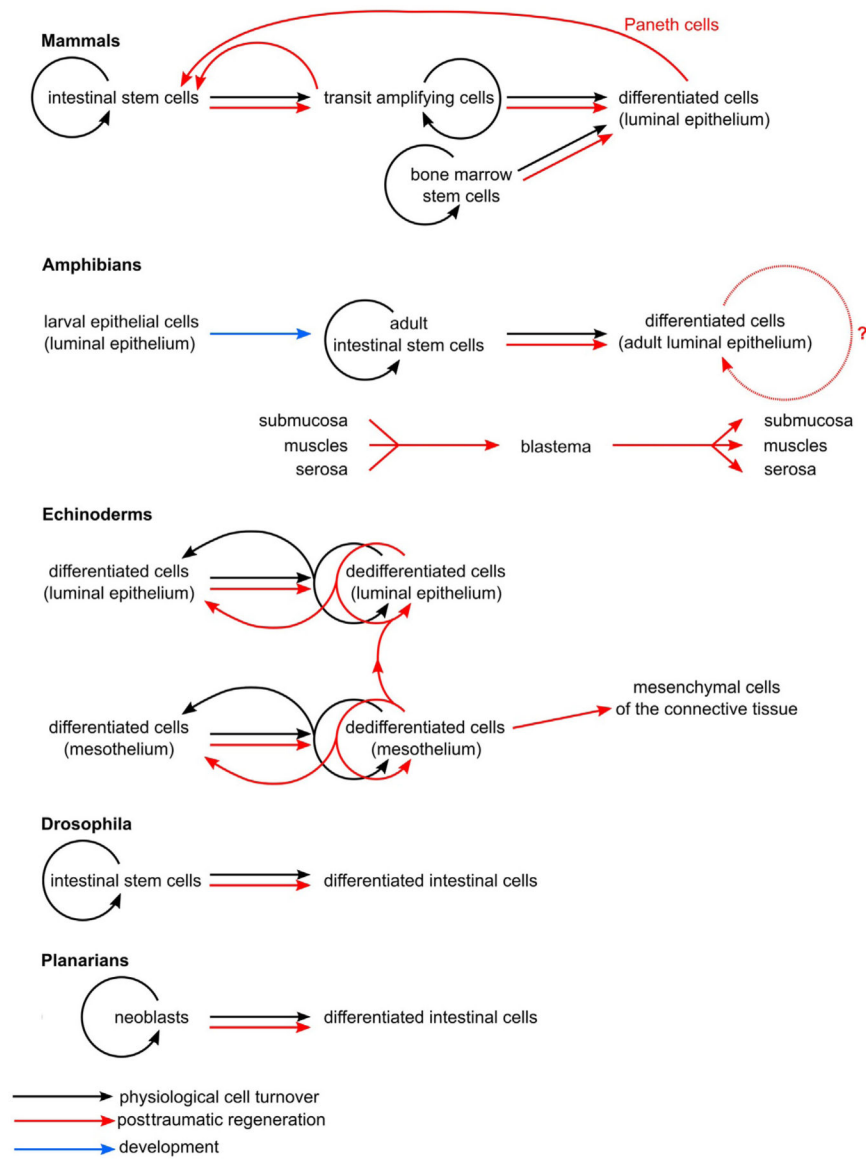 Paneth cells
Mammals
intestinal stem cells
transit amplifying cells
differentiated cells
(luminal epithelium)
bone marrow
stem cells
Amphibians
larval epithelial cells
(luminal epithelium)
adult
intestinal stem cells
differentiated cells
(adult luminal epithelium)
?
submucosa
muscles
serosa
blastema
submucosa
muscles
serosa
Echinoderms
differentiated cells
(luminal epithelium)
dedifferentiated cells
(luminal epithelium)
differentiated cells
(mesothelium)
dedifferentiated cells
(mesothelium)
mesenchymal cells
of the connective tissue
Drosophila
intestinal stem cells
differentiated intestinal cells
Planarians
neoblasts
differentiated intestinal cells
physiological cell turnover
posttraumatic regeneration
development